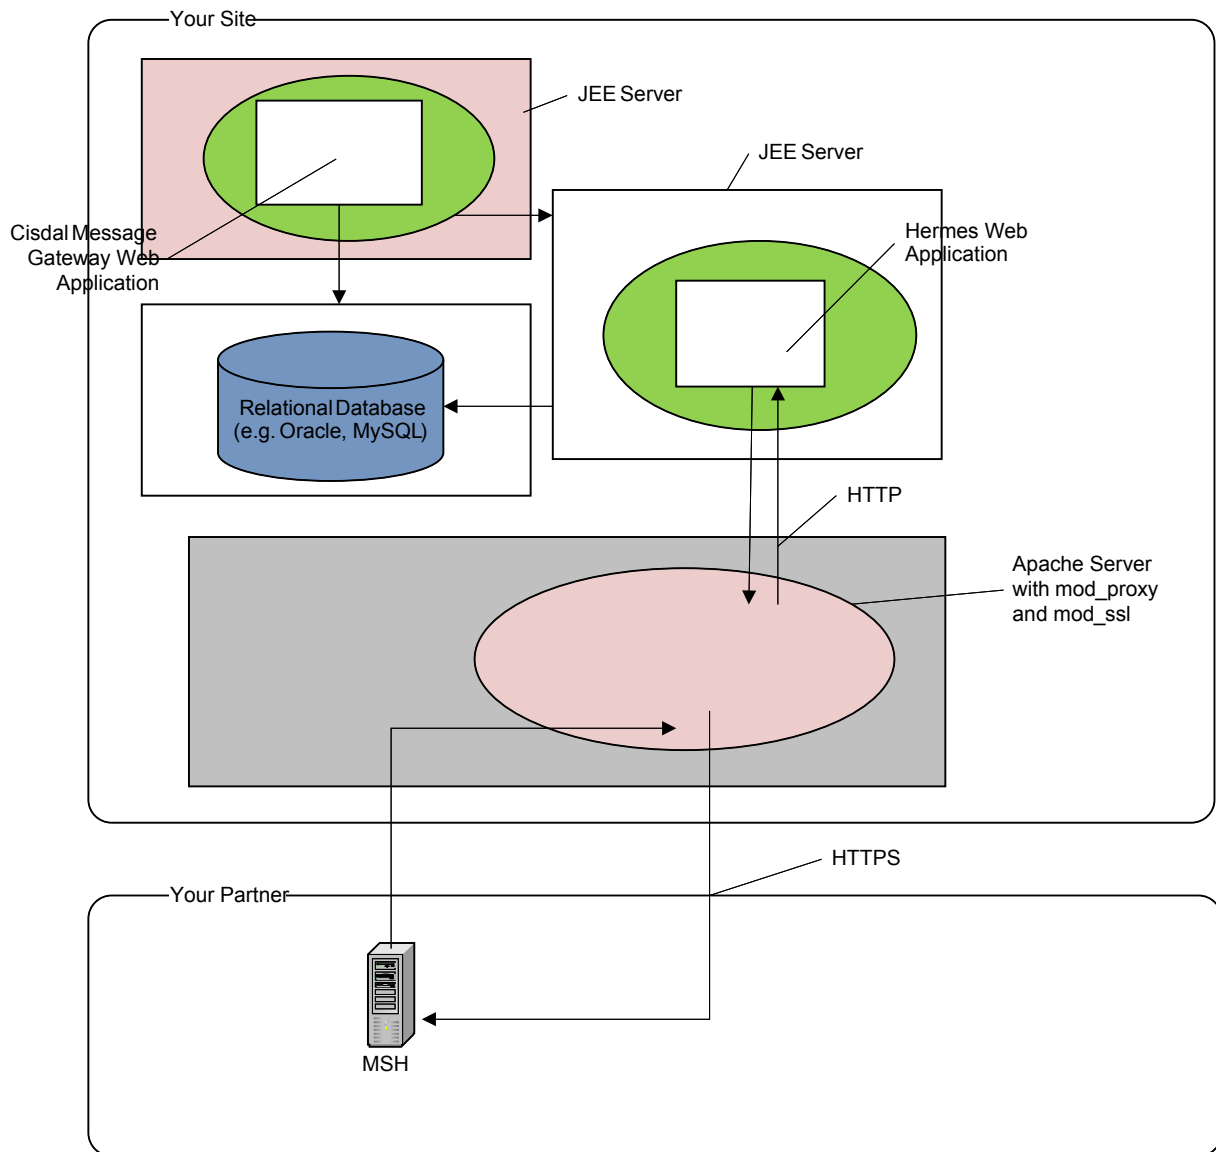 Your Site
JEE Server
JEE Server
Cisdal Message
Gateway Web
Application
Hermes Web
Application
Relational Database
(e.g. Oracle, MySQL)
HTTP
Apache Server
with mod_proxy
and mod_ssl
HTTPS
Your Partner
MSH